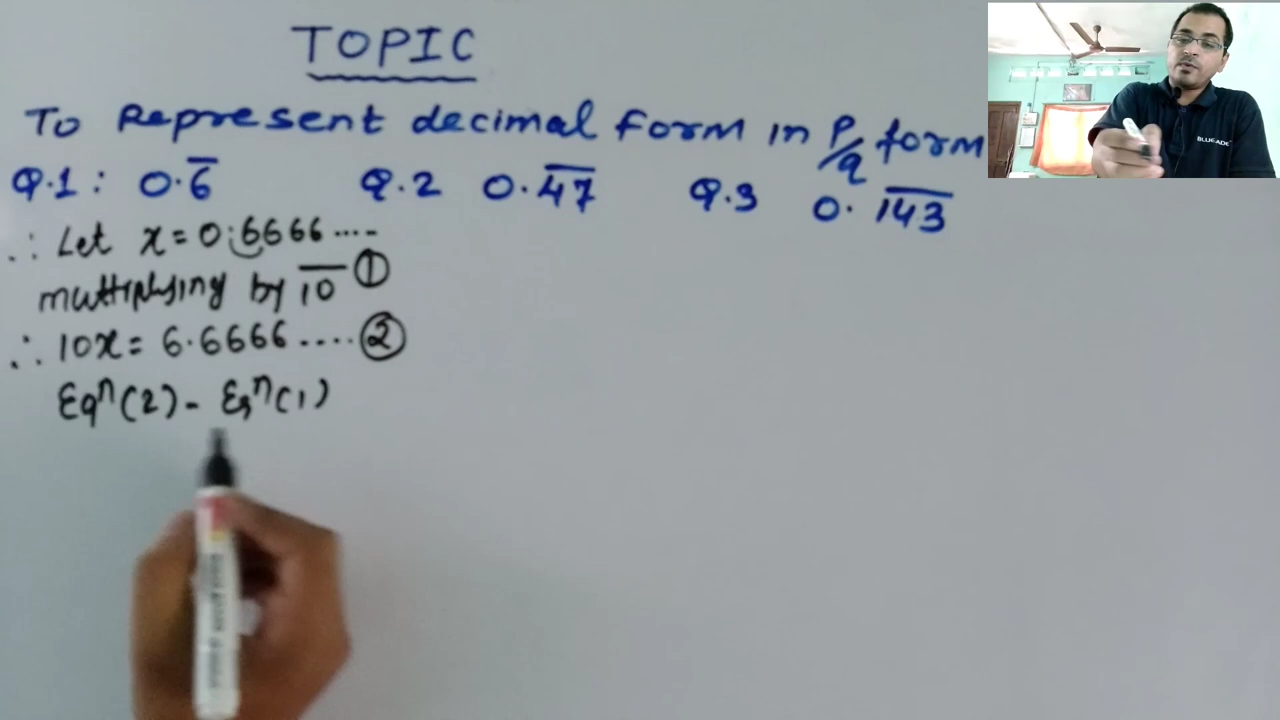 TOPIC
To Represent decimal form in P/q form
Q.1 : 0.6̅ Q.2 0.4̅7̅ Q.3 0.1̅4̅3̅
∴ Let x = 0.6666 .... ①
multiplying by 10
∴ 10x = 6.6666 .... ②
Eqⁿ(2) - Eqⁿ(1)
BLUEADE